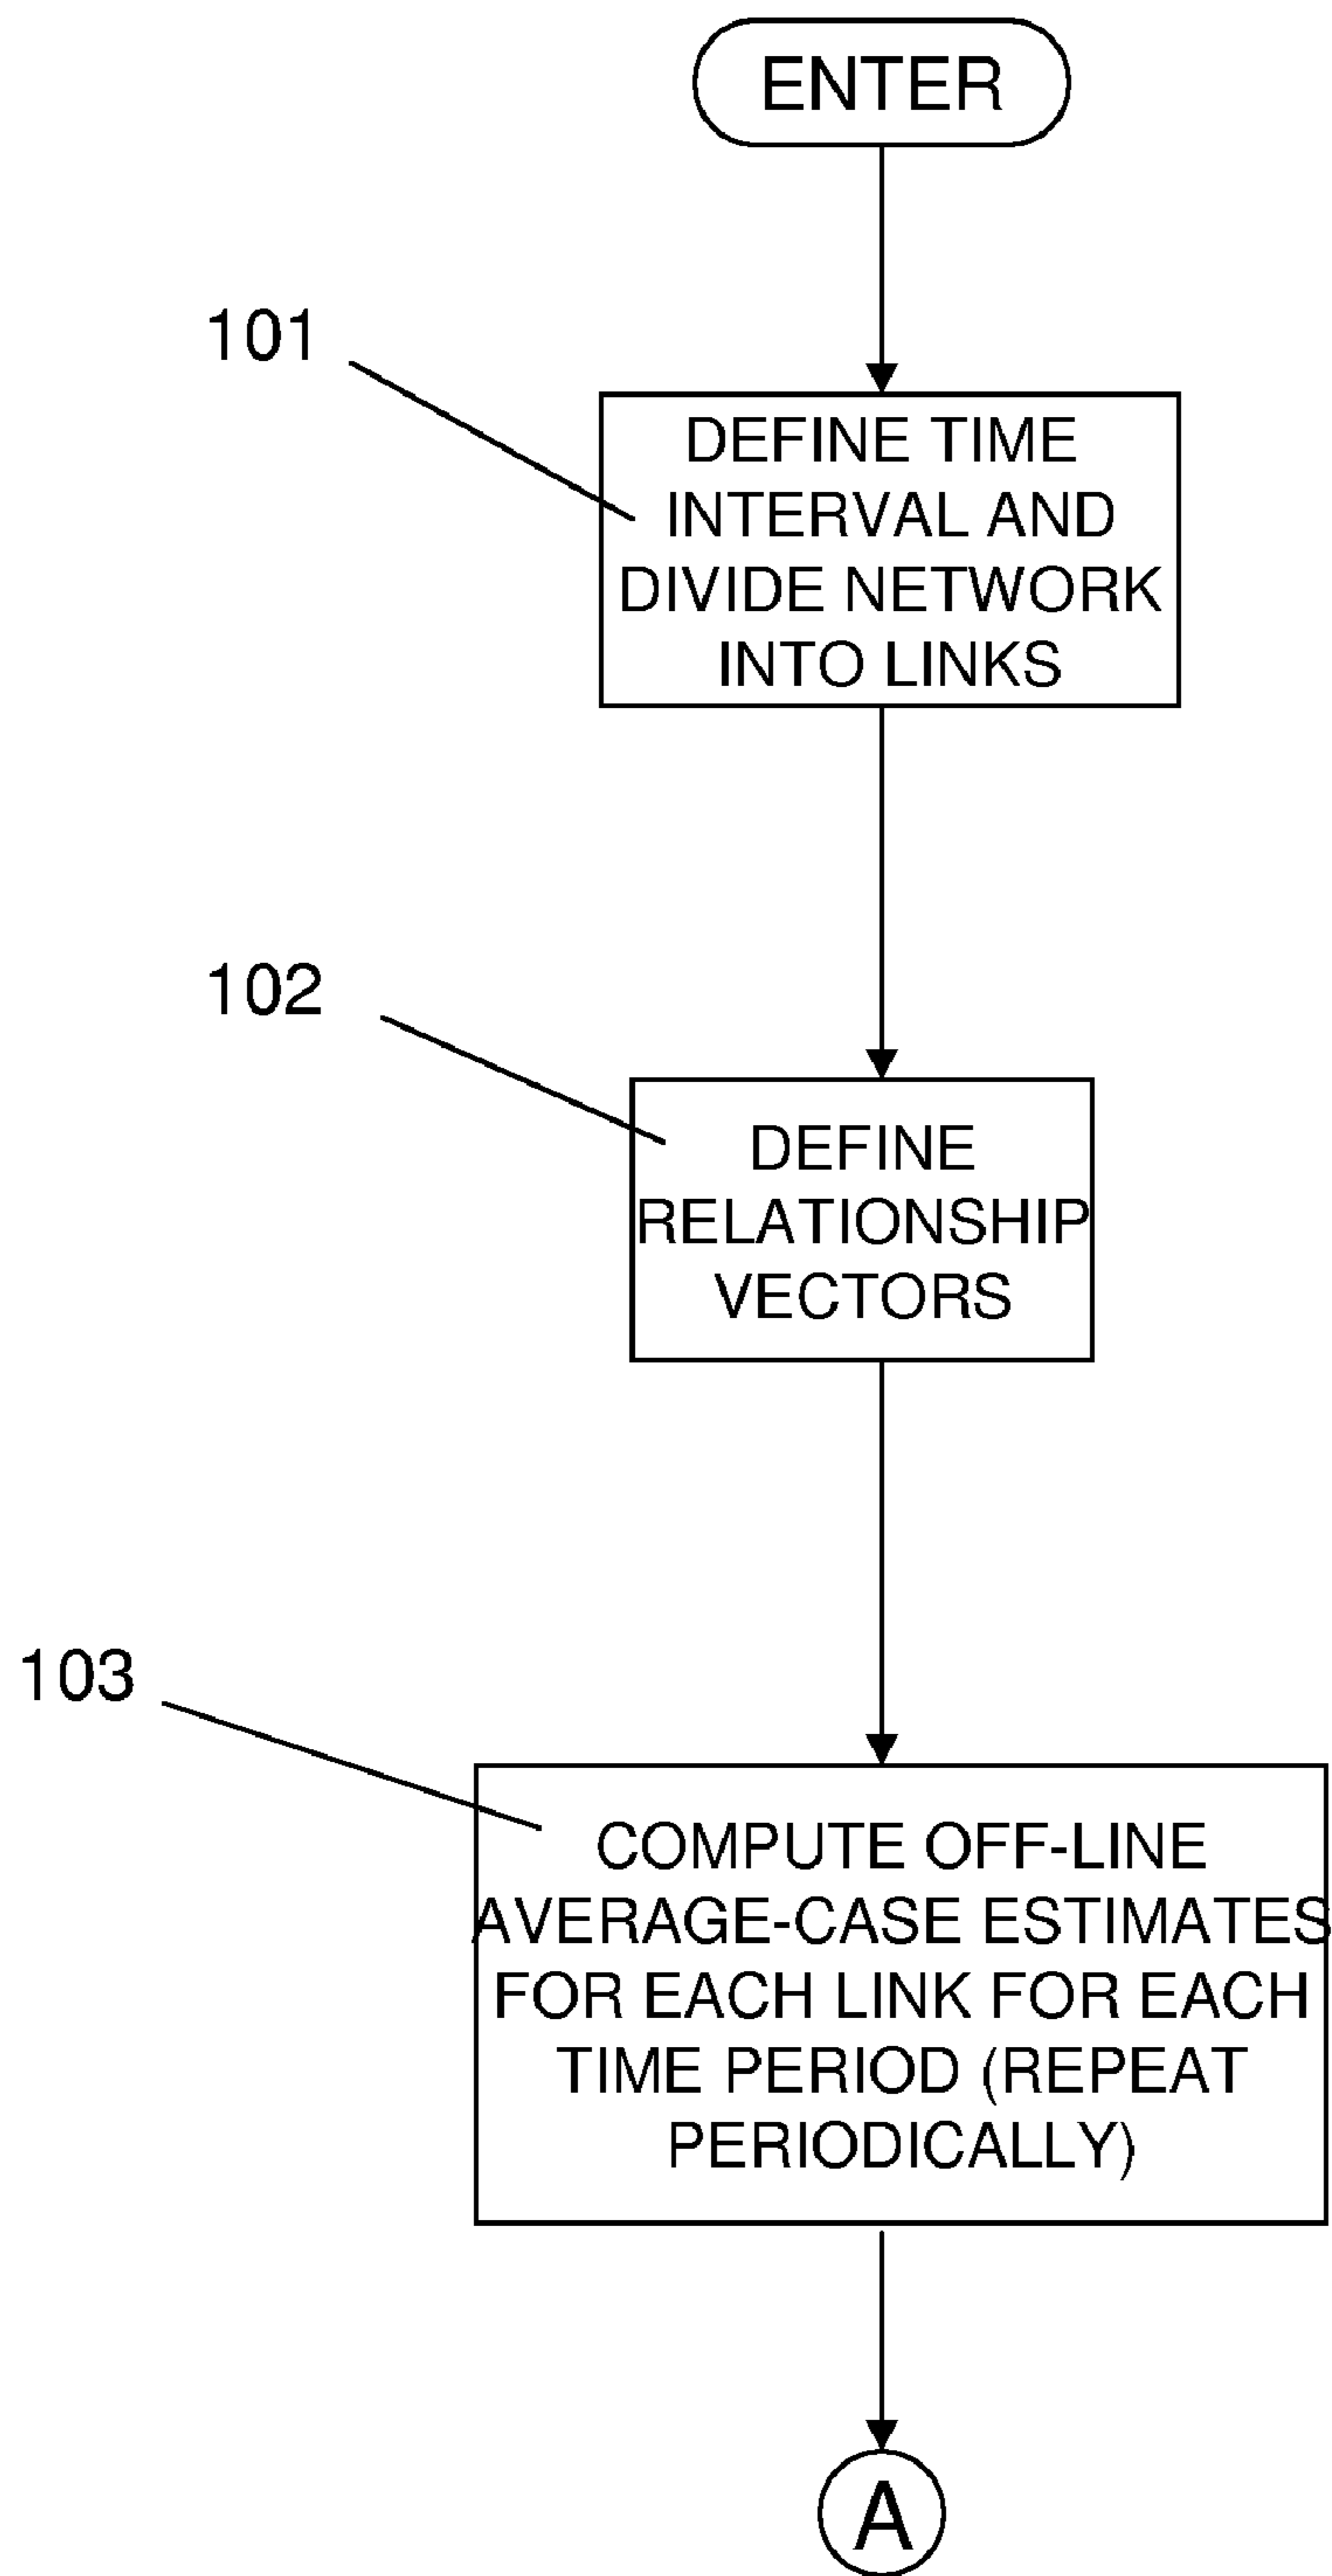 ENTER
101
DEFINE TIME
INTERVAL AND
DIVIDE NETWORK
INTO LINKS
102
DEFINE
RELATIONSHIP
VECTORS
103
COMPUTE OFF-LINE
AVERAGE-CASE ESTIMATES
FOR EACH LINK FOR EACH
TIME PERIOD (REPEAT
PERIODICALLY)
A